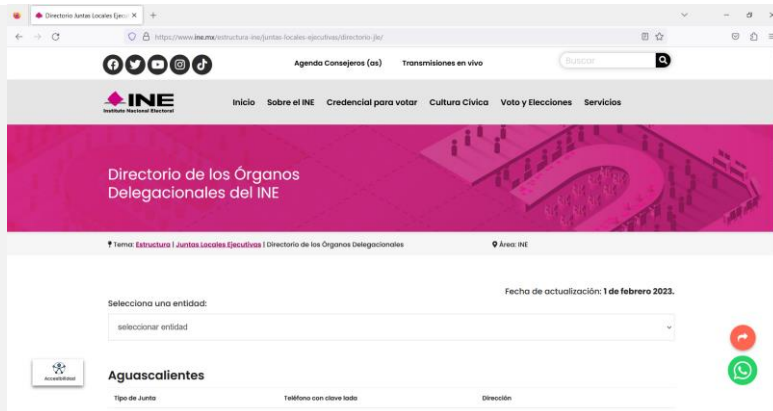 Directorio Juntas Locales Ejecut
https://www.ine.mx/estructura-ine/juntas-locales-ejecutivas/directorio-jle/
Agenda Consejeros (as) Transmisiones en vivo Buscar
INE
Instituto Nacional Electoral
Inicio Sobre el INE Credencial para votar Cultura Cívica Voto y Elecciones Servicios
Directorio de los Órganos
Delegacionales del INE
Tema: Estructura | Juntas Locales Ejecutivas | Directorio de los Órganos Delegacionales Área: INE
Fecha de actualización: 1 de febrero 2023.
Selecciona una entidad:
seleccionar entidad
Accesibilidad
Aguascalientes
Tipo de Junta Teléfono con clave lada Dirección